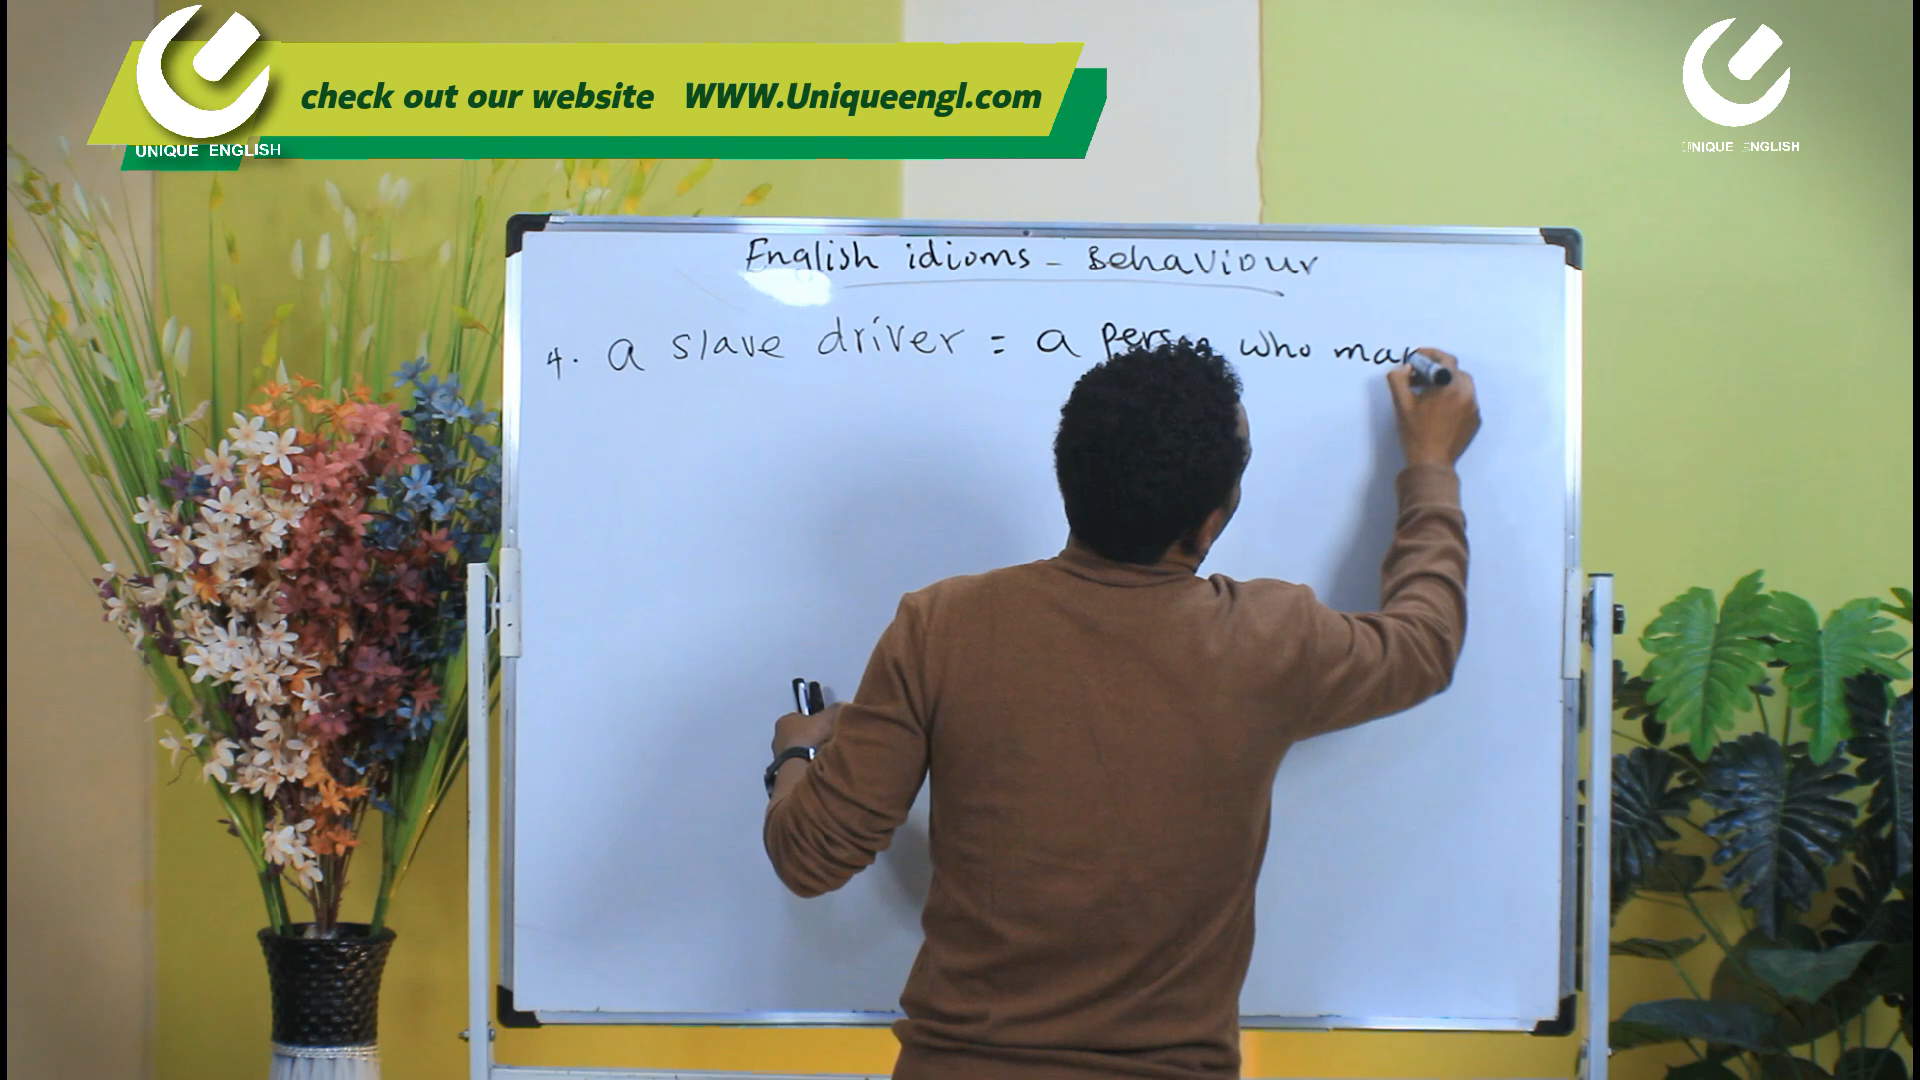 check out our website WWW.Uniqueengl.com
UNIQUE ENGLISH
UNIQUE ENGLISH
English idioms - Behaviour
4. a slave driver = a person who